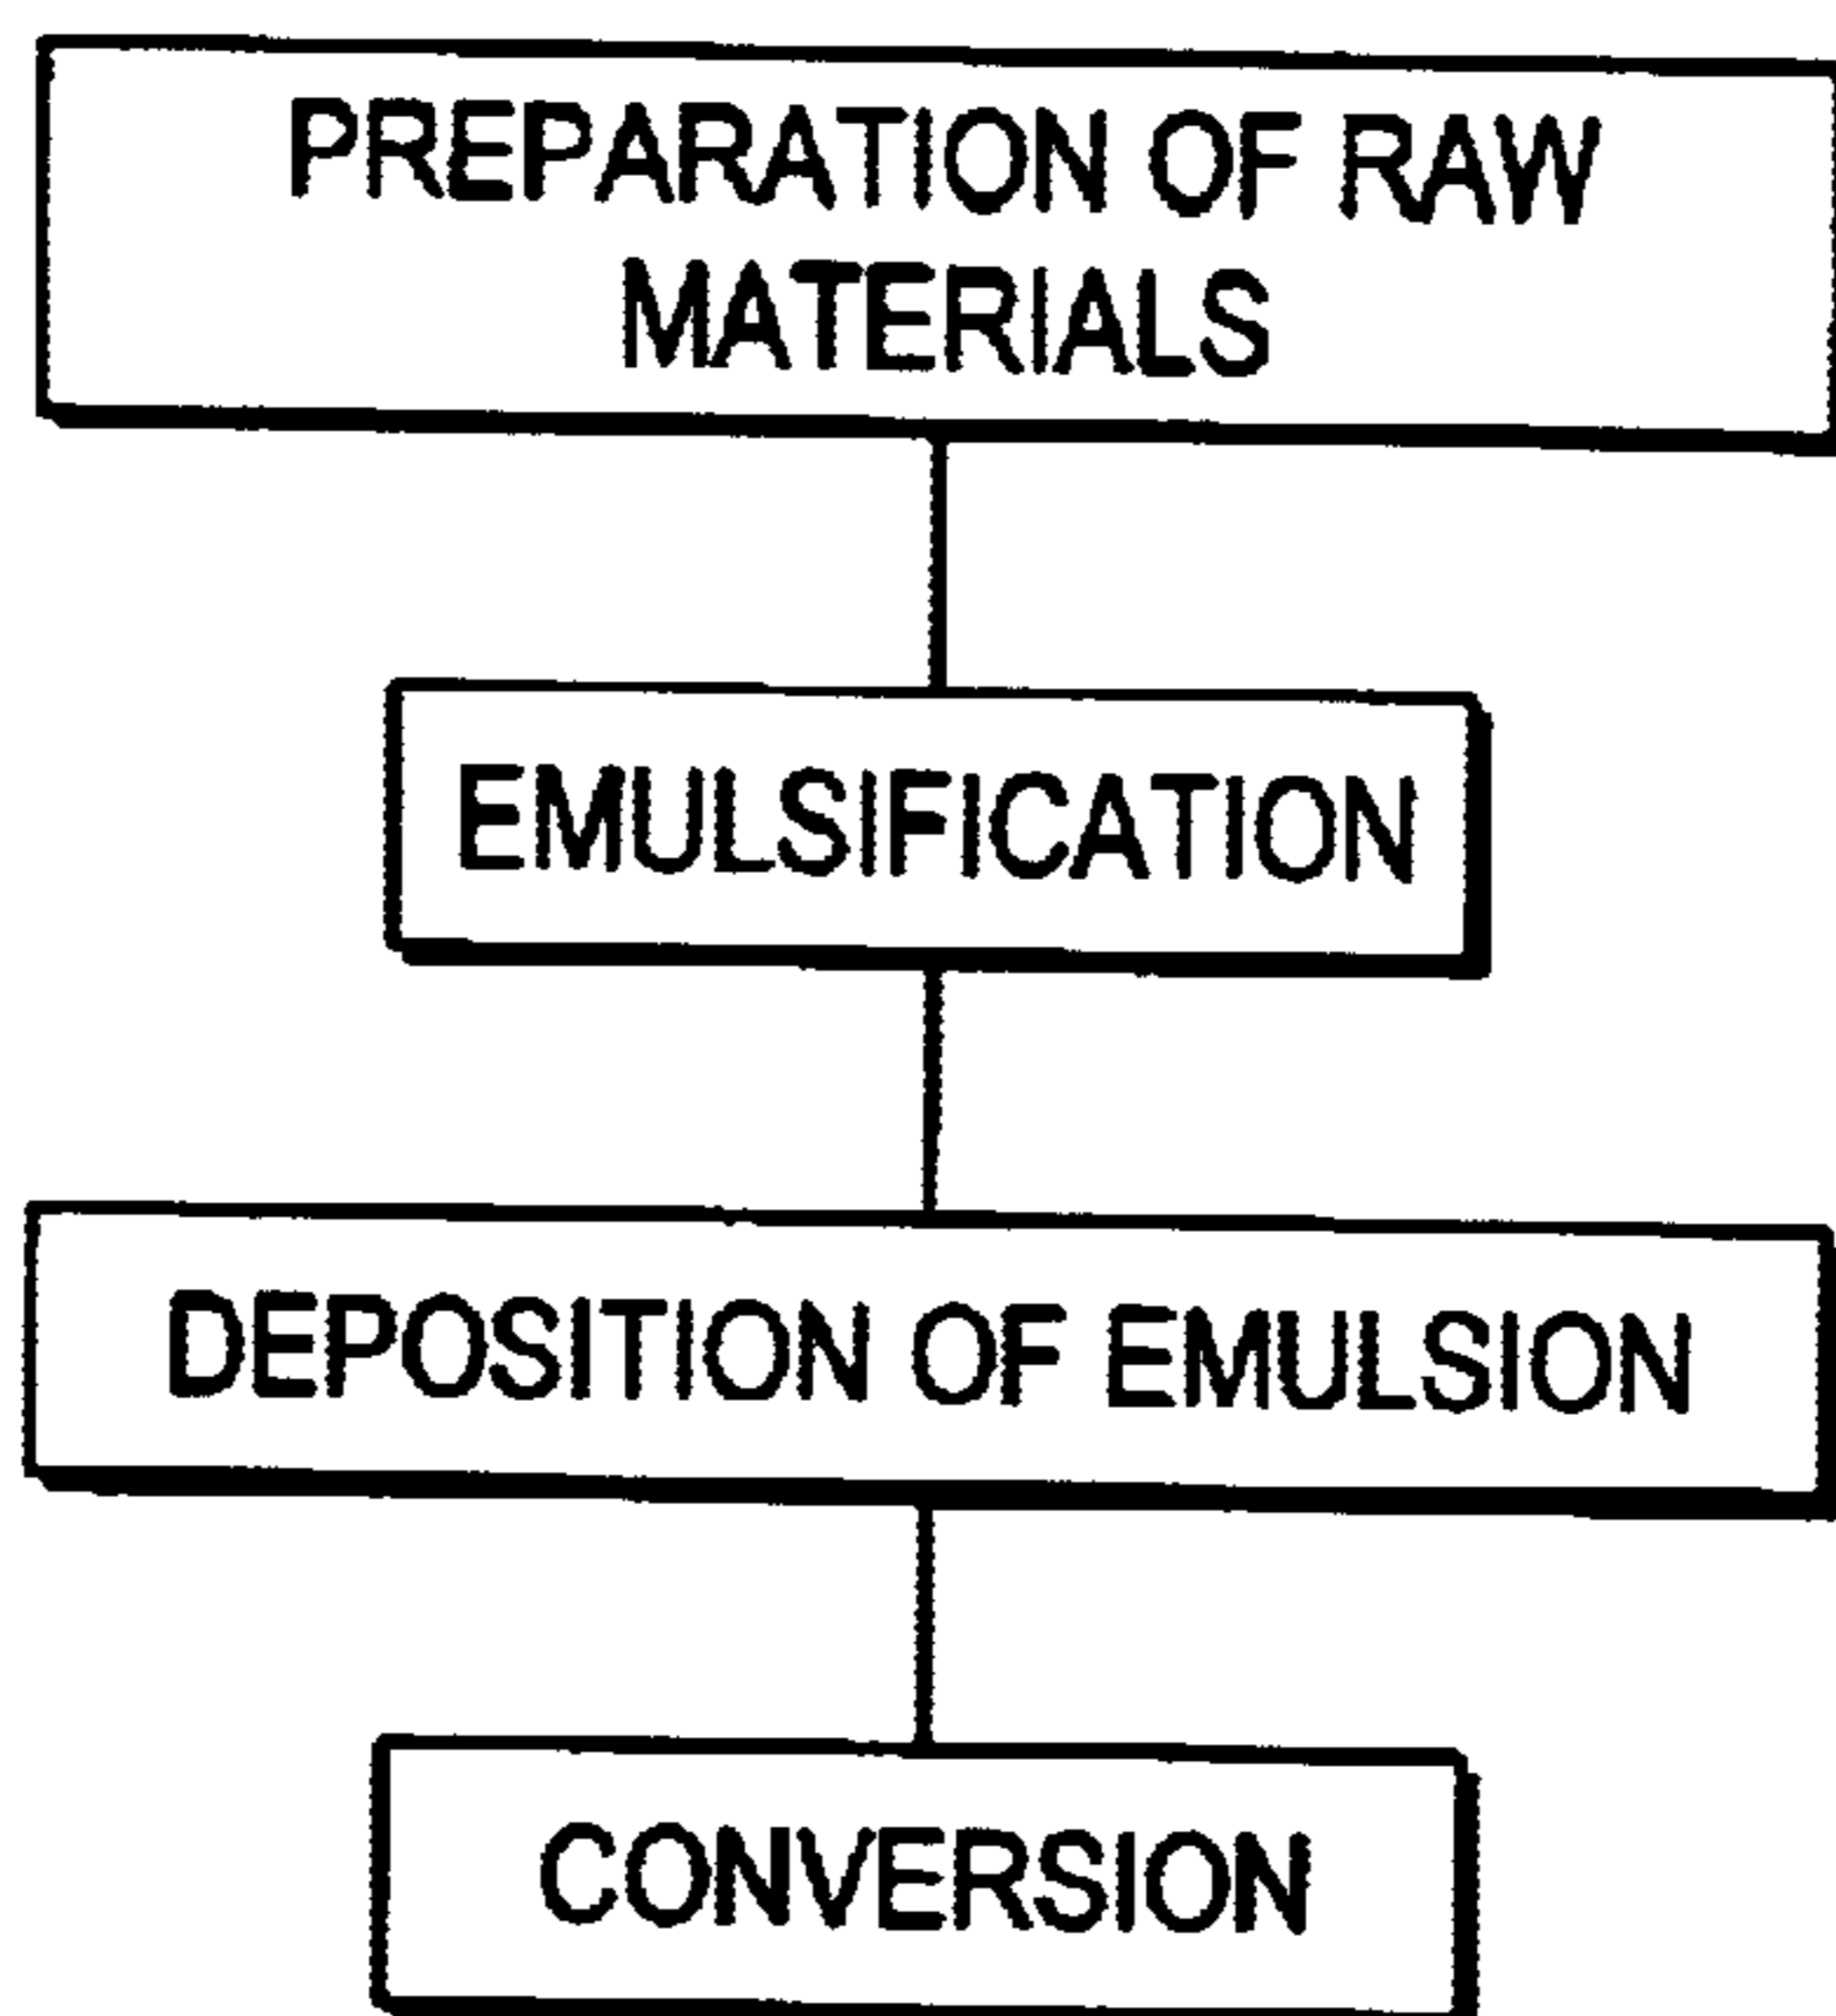 PREPARATION OF RAW
MATERIALS
EMULSIFICATION
DEPOSITION OF EMULSION
CONVERSION